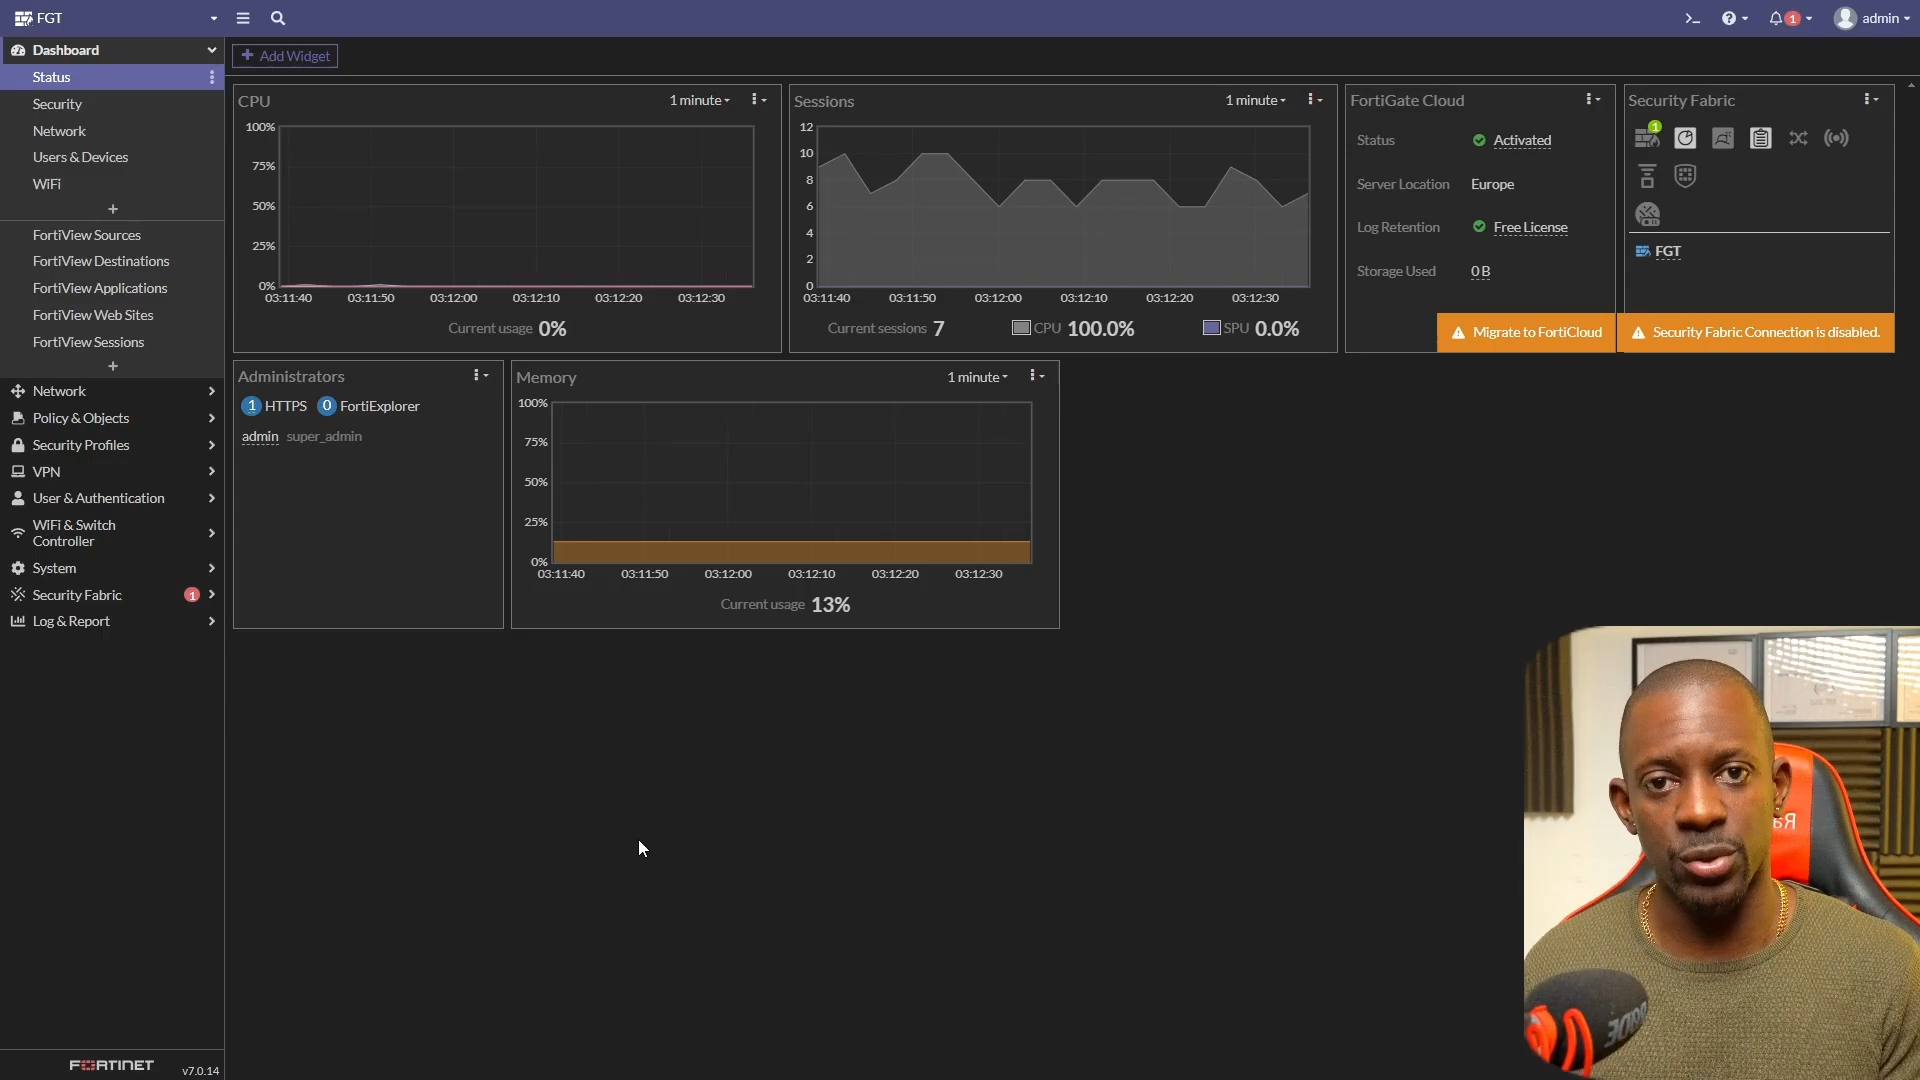 FGT
1
admin
Dashboard
Status
Security
Network
Users & Devices
WiFi
+
FortiView Sources
FortiView Destinations
FortiView Applications
FortiView Web Sites
FortiView Sessions
+
Network
Policy & Objects
Security Profiles
VPN
User & Authentication
WiFi & Switch
Controller
System
Security Fabric 1
Log & Report
FORTINET v7.0.14
+ Add Widget
CPU 1 minute
100%
75%
50%
25%
0%
03:11:40 03:11:50 03:12:00 03:12:10 03:12:20 03:12:30
Current usage 0%
Sessions 1 minute
12
10
8
6
4
2
0
03:11:40 03:11:50 03:12:00 03:12:10 03:12:20 03:12:30
Current sessions 7 CPU 100.0% SPU 0.0%
FortiGate Cloud
Status Activated
Server Location Europe
Log Retention Free License
Storage Used 0 B
Migrate to FortiCloud
Security Fabric
1
FGT
Security Fabric Connection is disabled.
Administrators
1 HTTPS 0 FortiExplorer
admin super_admin
Memory 1 minute
100%
75%
50%
25%
0%
03:11:40 03:11:50 03:12:00 03:12:10 03:12:20 03:12:30
Current usage 13%
RØDE